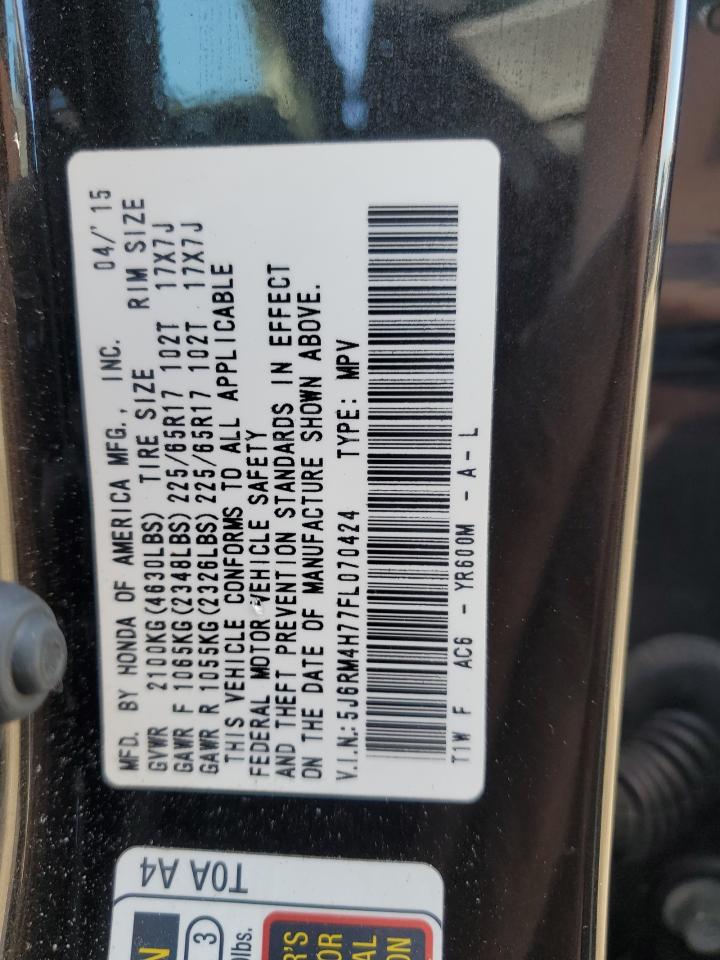 MFD. BY HONDA OF AMERICA MFG., INC. 04/'15
GVWR 2100KG(4630LBS) TIRE SIZE RIM SIZE
GAWR F 1065KG(2348LBS) 225/65R17 102T 17X7J
GAWR R 1055KG(2326LBS) 225/65R17 102T 17X7J
THIS VEHICLE CONFORMS TO ALL APPLICABLE
FEDERAL MOTOR VEHICLE SAFETY
AND THEFT PREVENTION STANDARDS IN EFFECT
ON THE DATE OF MANUFACTURE SHOWN ABOVE.
V.I.N.: 5J6RM4H77FL070424 TYPE: MPV
T1W F AC6 - YR600M - A - L
T0A A4
3
lbs.